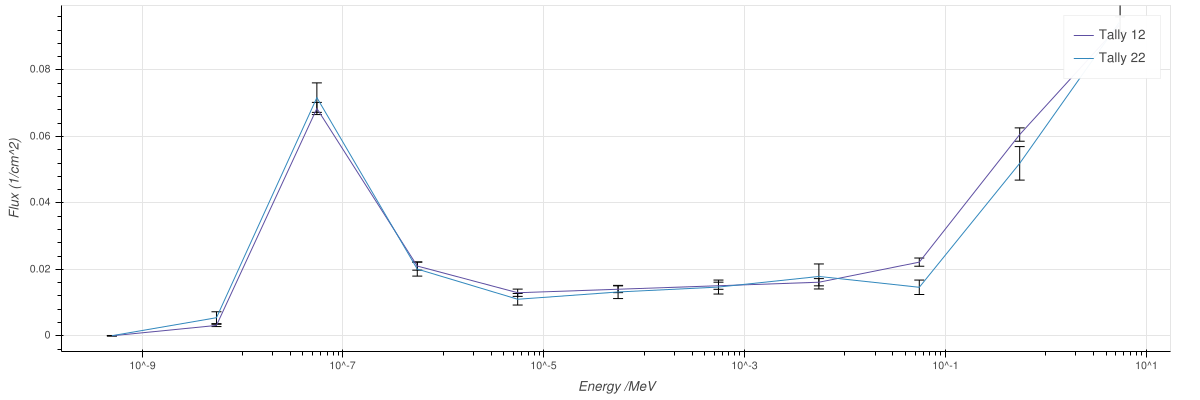 Tally 12
Tally 22
0.08
0.06
0.04
0.02
0
Flux (1/cm^2)
10^-9
10^-7
10^-5
10^-3
10^-1
10^1
Energy /MeV